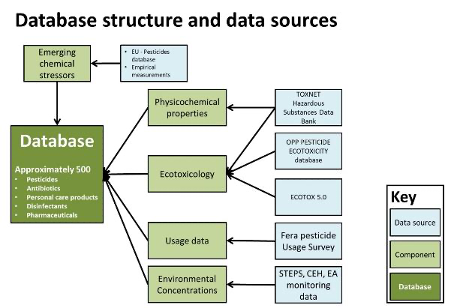 Database structure and data sources
Emerging
chemical
stressors
• EU - Pesticides
database
• Empirical
measurements
Physicochemical
properties
TOXNET
Hazardous
Substances Data
Bank
Database
Approximately 500
• Pesticides
• Antibiotics
• Personal care products
• Disinfectants
• Pharmaceuticals
Ecotoxicology
OPP PESTICIDE
ECOTOXICITY
database
ECOTOX 5.0
Usage data
Fera pesticide
Usage Survey
Environmental
Concentrations
STEPS, CEH, EA
monitoring
data
Key
Data source
Component
Database